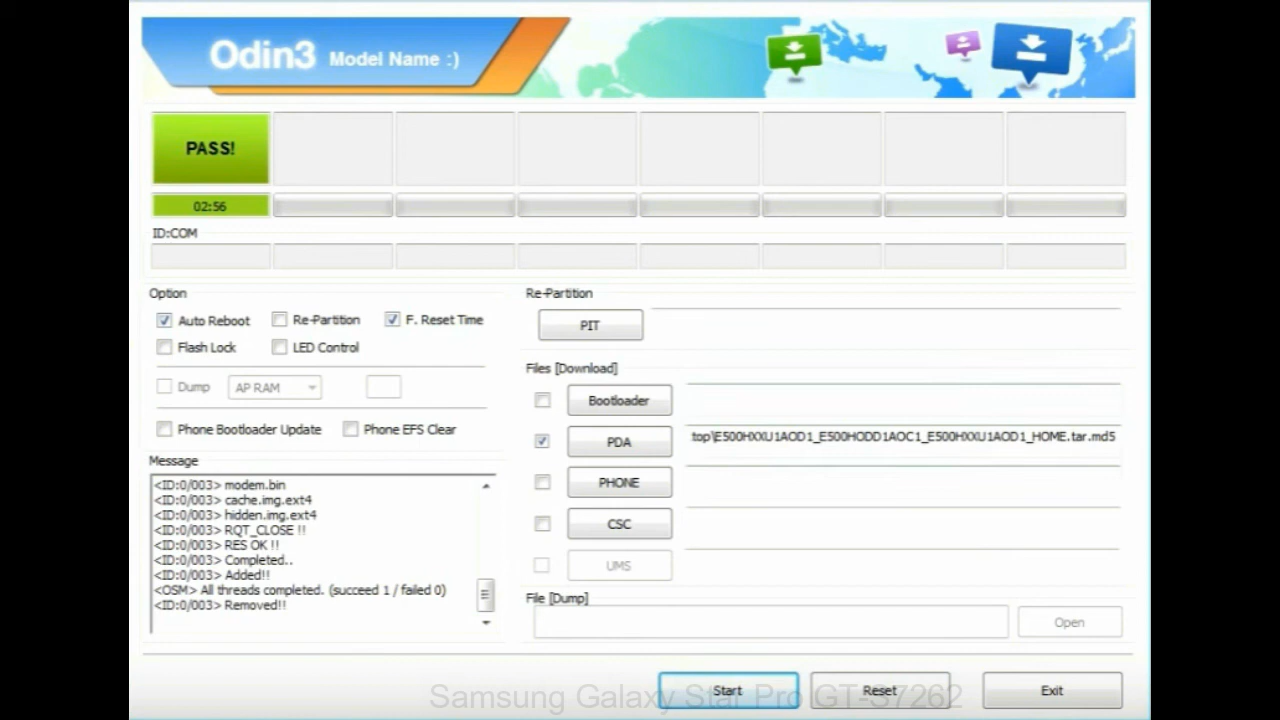 Odin3 Model Name :)
PASS!
02:56
ID:COM
Option
Auto Reboot Re-Partition F. Reset Time
Flash Lock LED Control
Dump AP RAM
Phone Bootloader Update Phone EFS Clear
Message
<ID:0/003> modem.bin
<ID:0/003> cache.img.ext4
<ID:0/003> hidden.img.ext4
<ID:0/003> RQT_CLOSE !!
<ID:0/003> RES OK !!
<ID:0/003> Completed..
<ID:0/003> Added!!
<OSM> All threads completed. (succeed 1 / failed 0)
<ID:0/003> Removed!!
Re-Partition
PIT
Files [Download]
Bootloader
PDA top\E500HXXU1AOD1_E500HODD1AOC1_E500HXXU1AOD1_HOME.tar.md5
PHONE
CSC
UMS
File [Dump]
Open
Start Reset Exit
Samsung Galaxy Star Pro GT-S7262